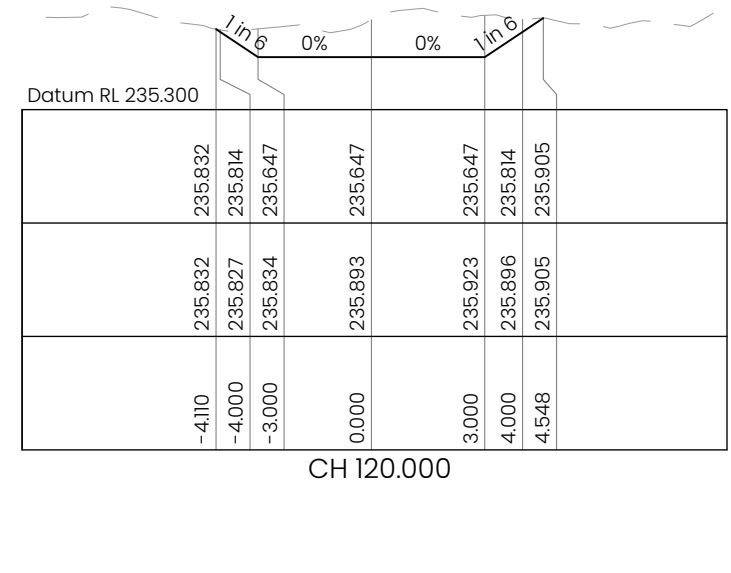 1 in 6 0% 0% 1 in 6
Datum RL 235.300
235.832 235.814 235.647 235.647 235.647 235.814 235.905
235.832 235.827 235.834 235.893 235.923 235.896 235.905
-4.110 -4.000 -3.000 0.000 3.000 4.000 4.548
CH 120.000